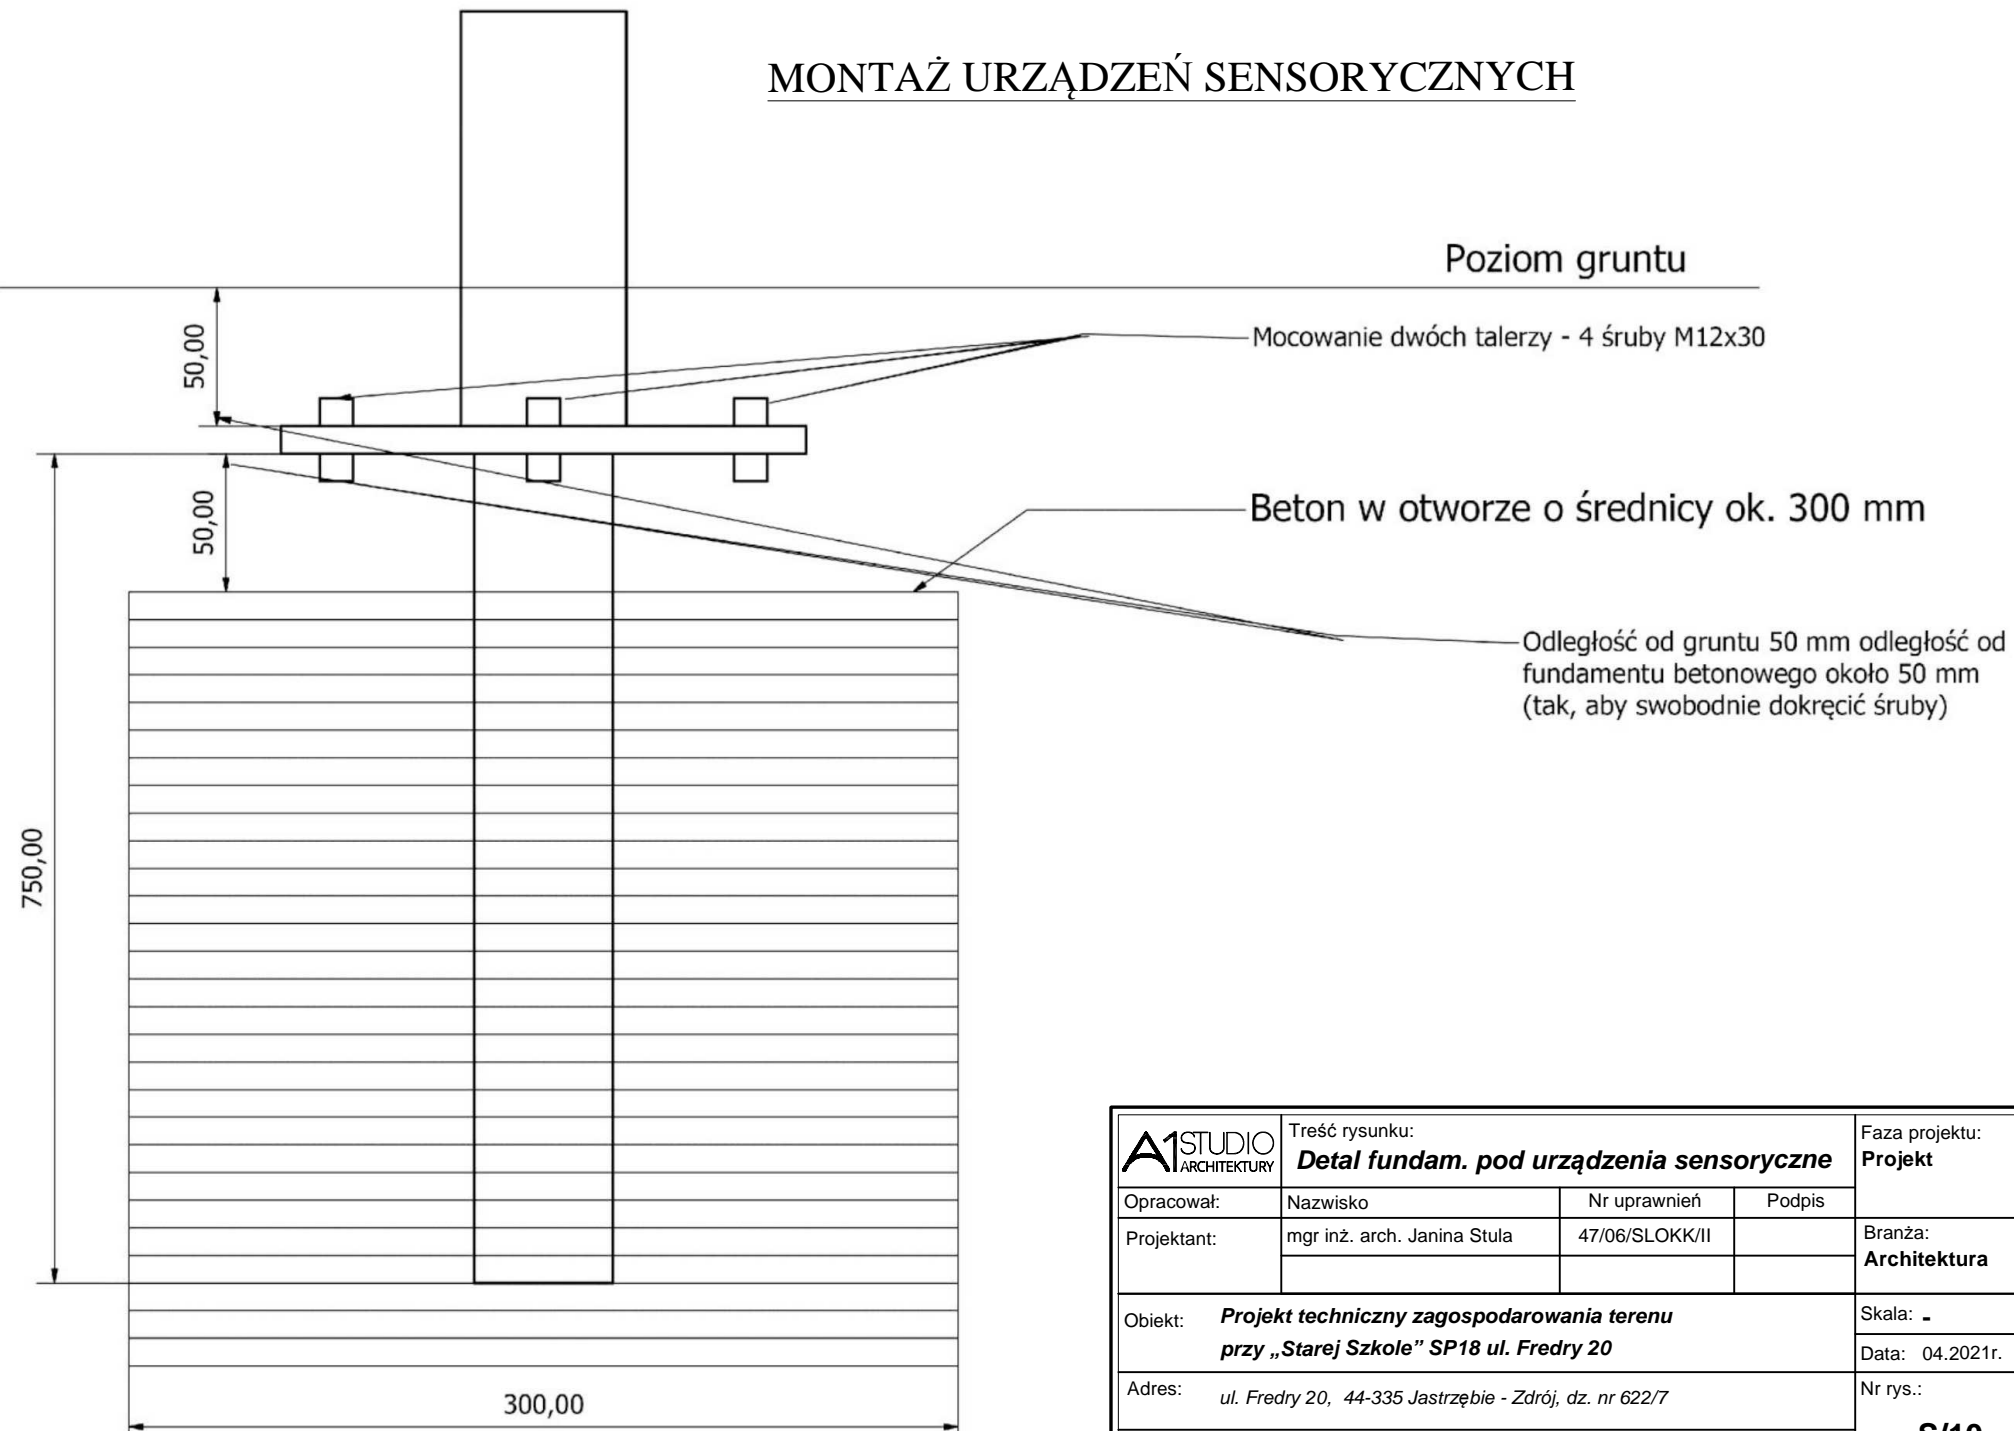 MONTAŻ URZĄDZEŃ SENSORYCZNYCH
Poziom gruntu
50,00
Mocowanie dwóch talerzy - 4 śruby M12x30
50,00
Beton w otworze o średnicy ok. 300 mm
Odległość od gruntu 50 mm odległość od
fundamentu betonowego około 50 mm
(tak, aby swobodnie dokręcić śruby)
750,00
300,00
A1 STUDIO
ARCHITEKTURY
Treść rysunku:
Detal fundam. pod urządzenia sensoryczne
Faza projektu:
Projekt
Opracował:
Nazwisko
Nr uprawnień
Podpis
Projektant:
mgr inż. arch. Janina Stula
47/06/SLOKK/II
Branża:
Architektura
Obiekt:
Projekt techniczny zagospodarowania terenu
przy „Starej Szkole” SP18 ul. Fredry 20
Skala: -
Data: 04.2021r.
Adres:
ul. Fredry 20, 44-335 Jastrzębie - Zdrój, dz. nr 622/7
Nr rys.: